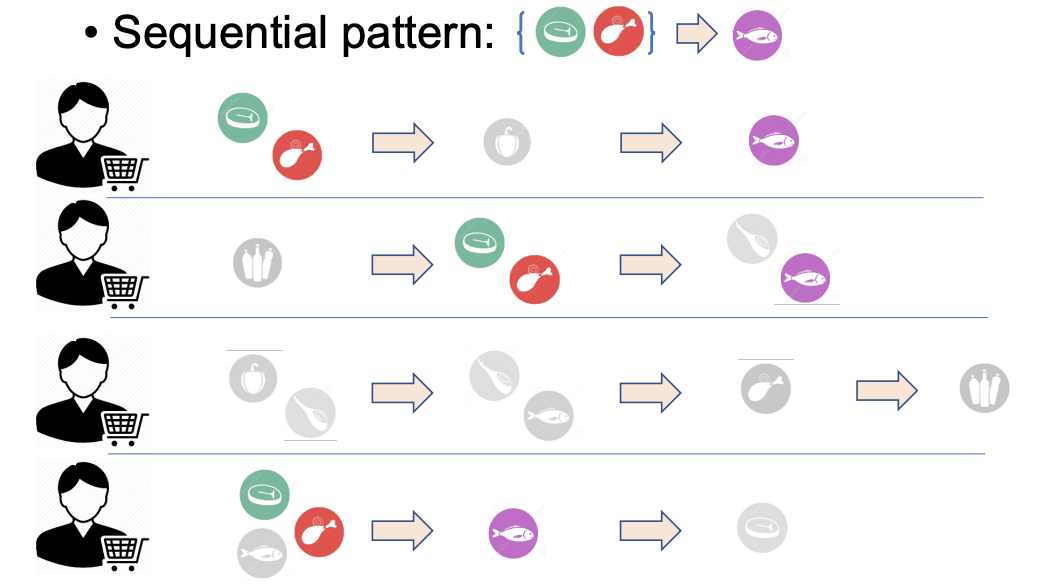 • Sequential pattern: { }